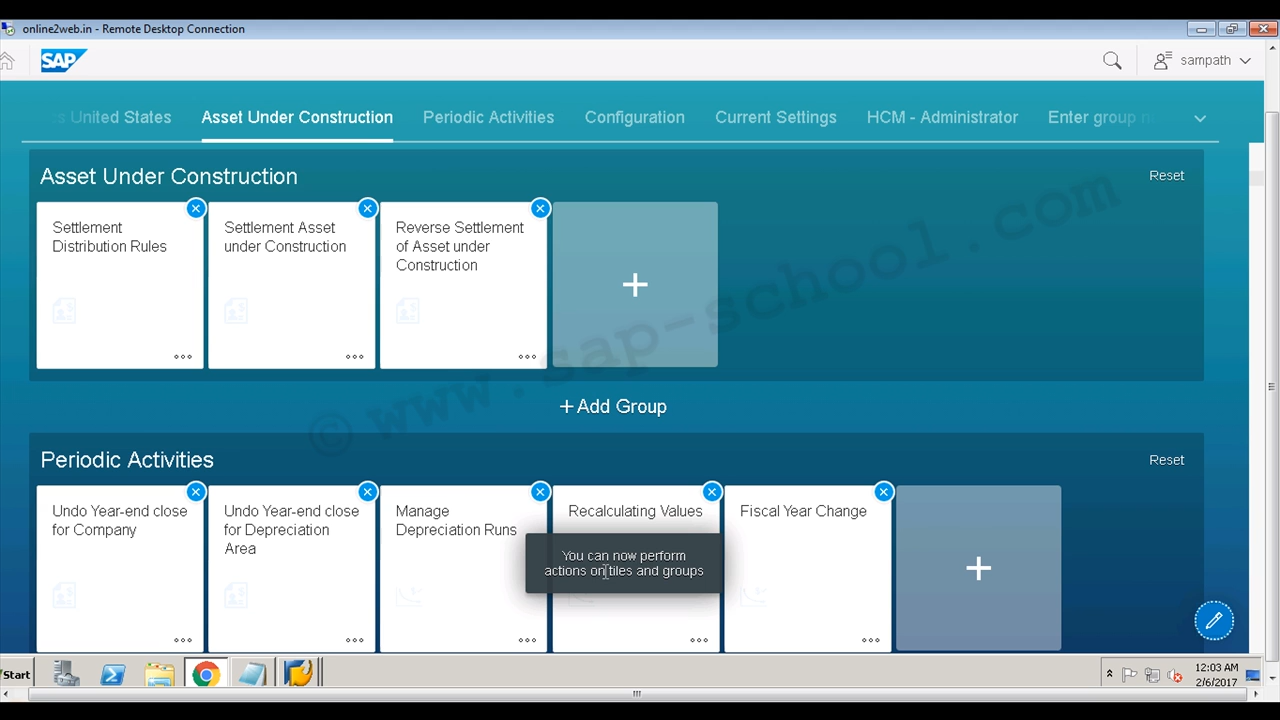 online2web.in - Remote Desktop Connection
SAP
sampath
s United States
Asset Under Construction
Periodic Activities
Configuration
Current Settings
HCM - Administrator
Enter group n
Asset Under Construction
Reset
Settlement
Distribution Rules
Settlement Asset
under Construction
Reverse Settlement
of Asset under
Construction
© www.sap-school.com
+ Add Group
Periodic Activities
Reset
Undo Year-end close
for Company
Undo Year-end close
for Depreciation
Area
Manage
Depreciation Runs
Recalculating Values
Fiscal Year Change
You can now perform
actions on tiles and groups
Start
12:03 AM
2/6/2017